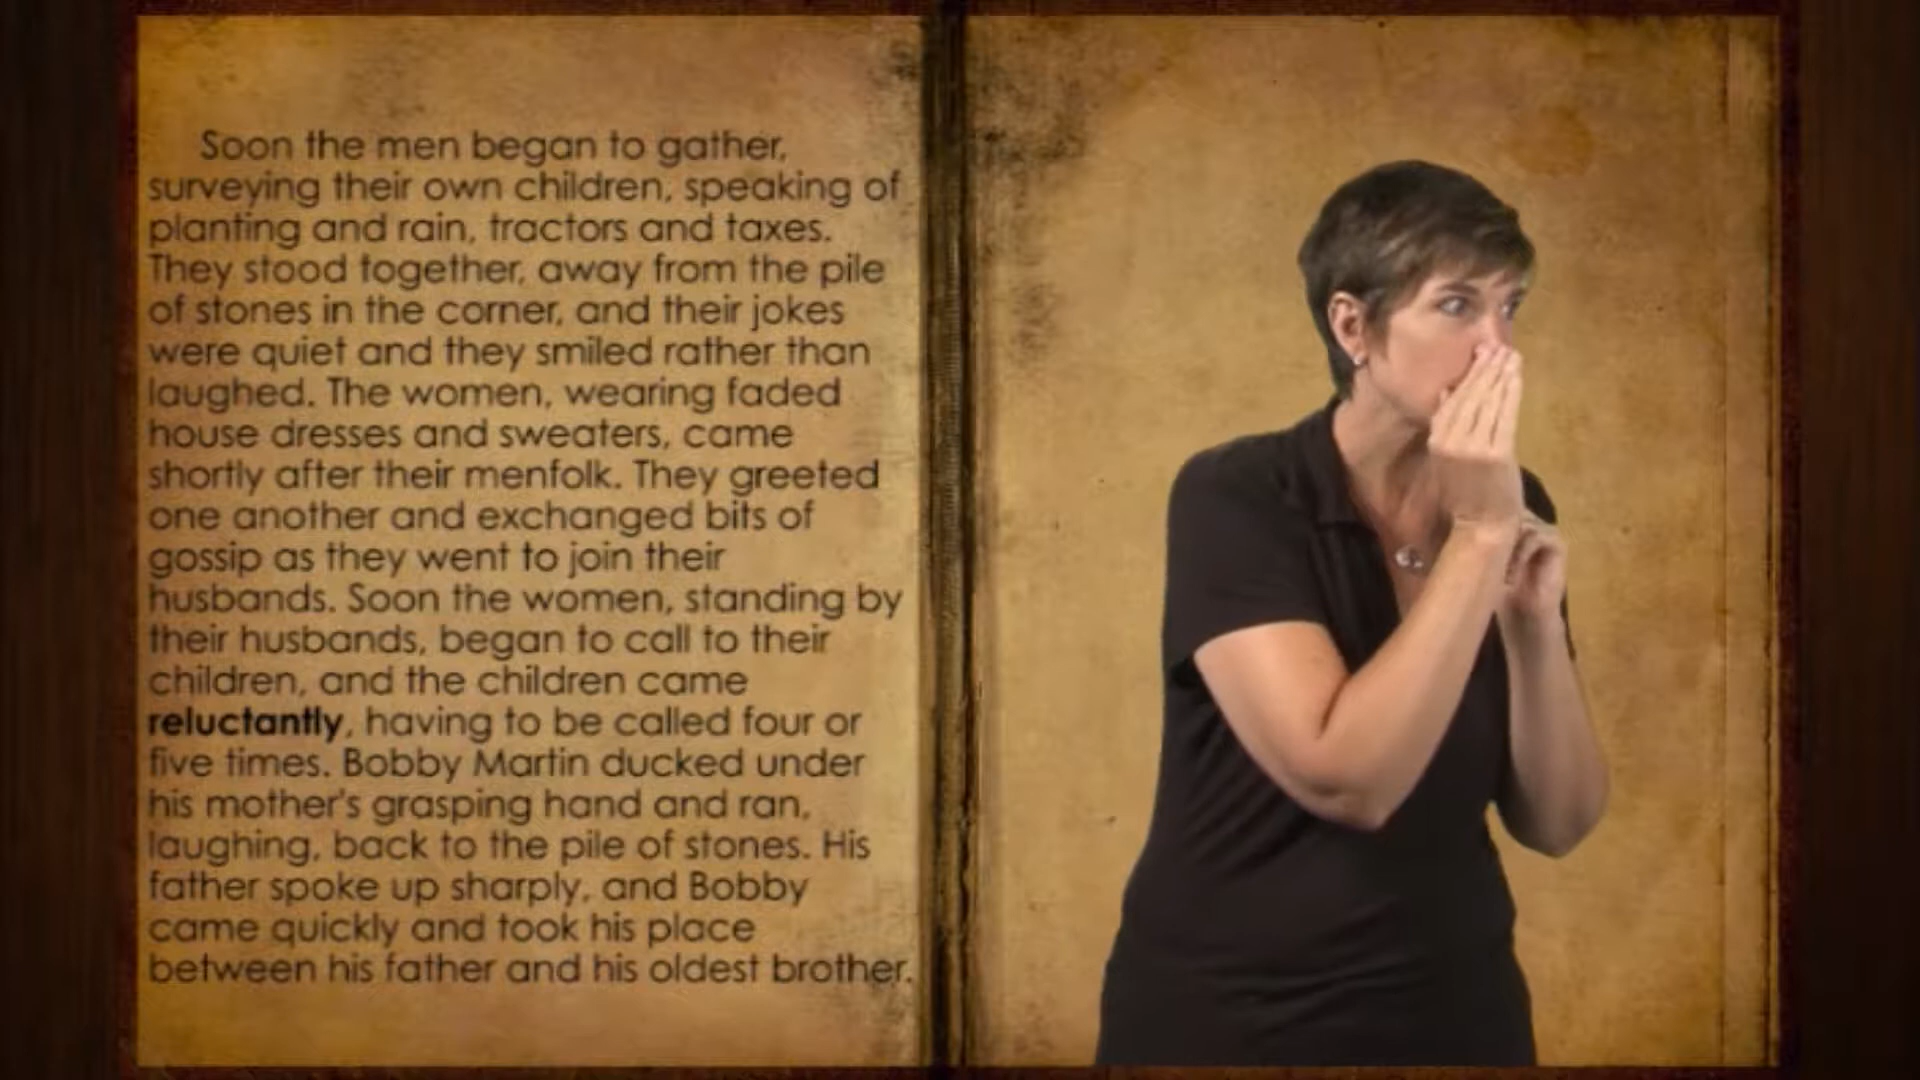 Soon the men began to gather,
surveying their own children, speaking of
planting and rain, tractors and taxes.
They stood together, away from the pile
of stones in the corner, and their jokes
were quiet and they smiled rather than
laughed. The women, wearing faded
house dresses and sweaters, came
shortly after their menfolk. They greeted
one another and exchanged bits of
gossip as they went to join their
husbands. Soon the women, standing by
their husbands, began to call to their
children, and the children came
reluctantly, having to be called four or
five times. Bobby Martin ducked under
his mother's grasping hand and ran,
laughing, back to the pile of stones. His
father spoke up sharply, and Bobby
came quickly and took his place
between his father and his oldest brother.